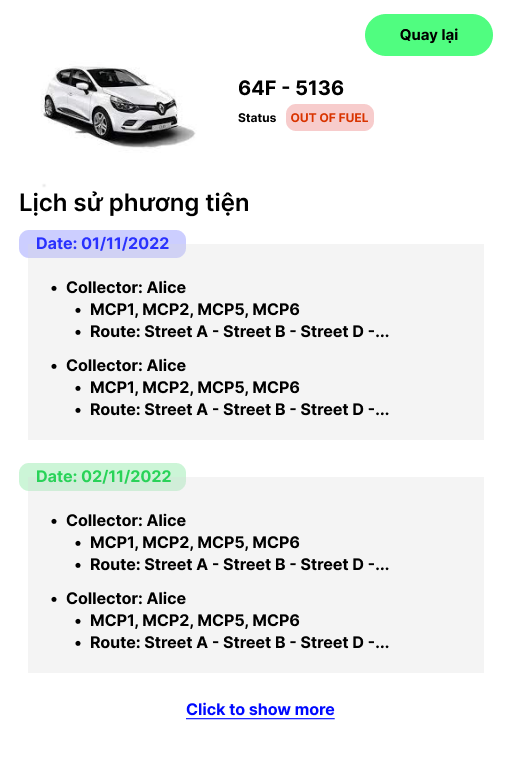 Quay lại
64F - 5136
Status OUT OF FUEL
Lịch sử phương tiện
Date: 01/11/2022
• Collector: Alice
• MCP1, MCP2, MCP5, MCP6
• Route: Street A - Street B - Street D -...
• Collector: Alice
• MCP1, MCP2, MCP5, MCP6
• Route: Street A - Street B - Street D -...
Date: 02/11/2022
• Collector: Alice
• MCP1, MCP2, MCP5, MCP6
• Route: Street A - Street B - Street D -...
• Collector: Alice
• MCP1, MCP2, MCP5, MCP6
• Route: Street A - Street B - Street D -...
Click to show more